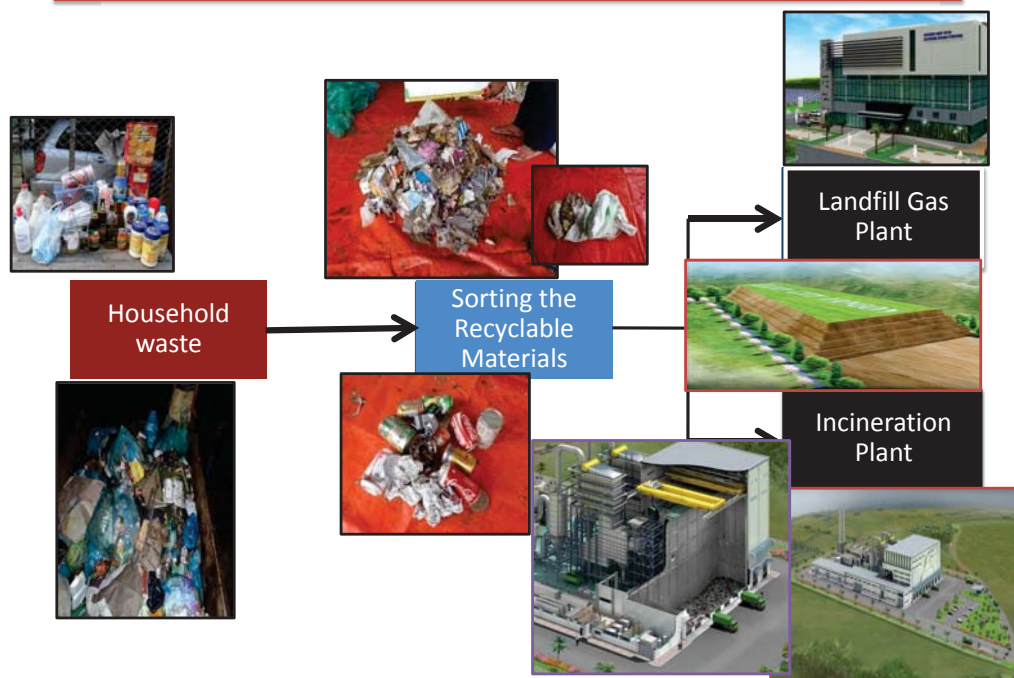 Household
waste
Sorting the
Recyclable
Materials
Landfill Gas
Plant
Incineration
Plant